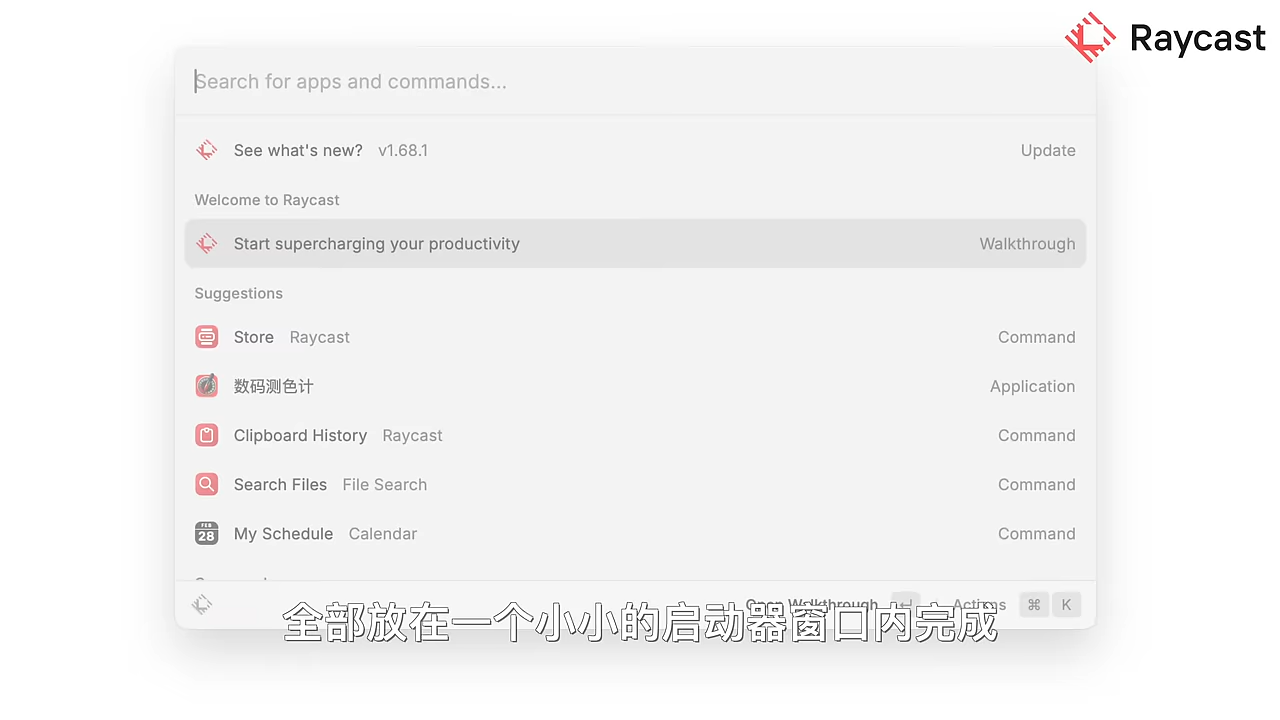 Raycast
Search for apps and commands...
See what's new? v1.68.1 Update
Welcome to Raycast
Start supercharging your productivity Walkthrough
Suggestions
Store Raycast Command
数码测色计 Application
Clipboard History Raycast Command
Search Files File Search Command
FEB
28
My Schedule Calendar Command
Open Walkthrough Actions ⌘ K
全部放在一个小小的启动器窗口内完成